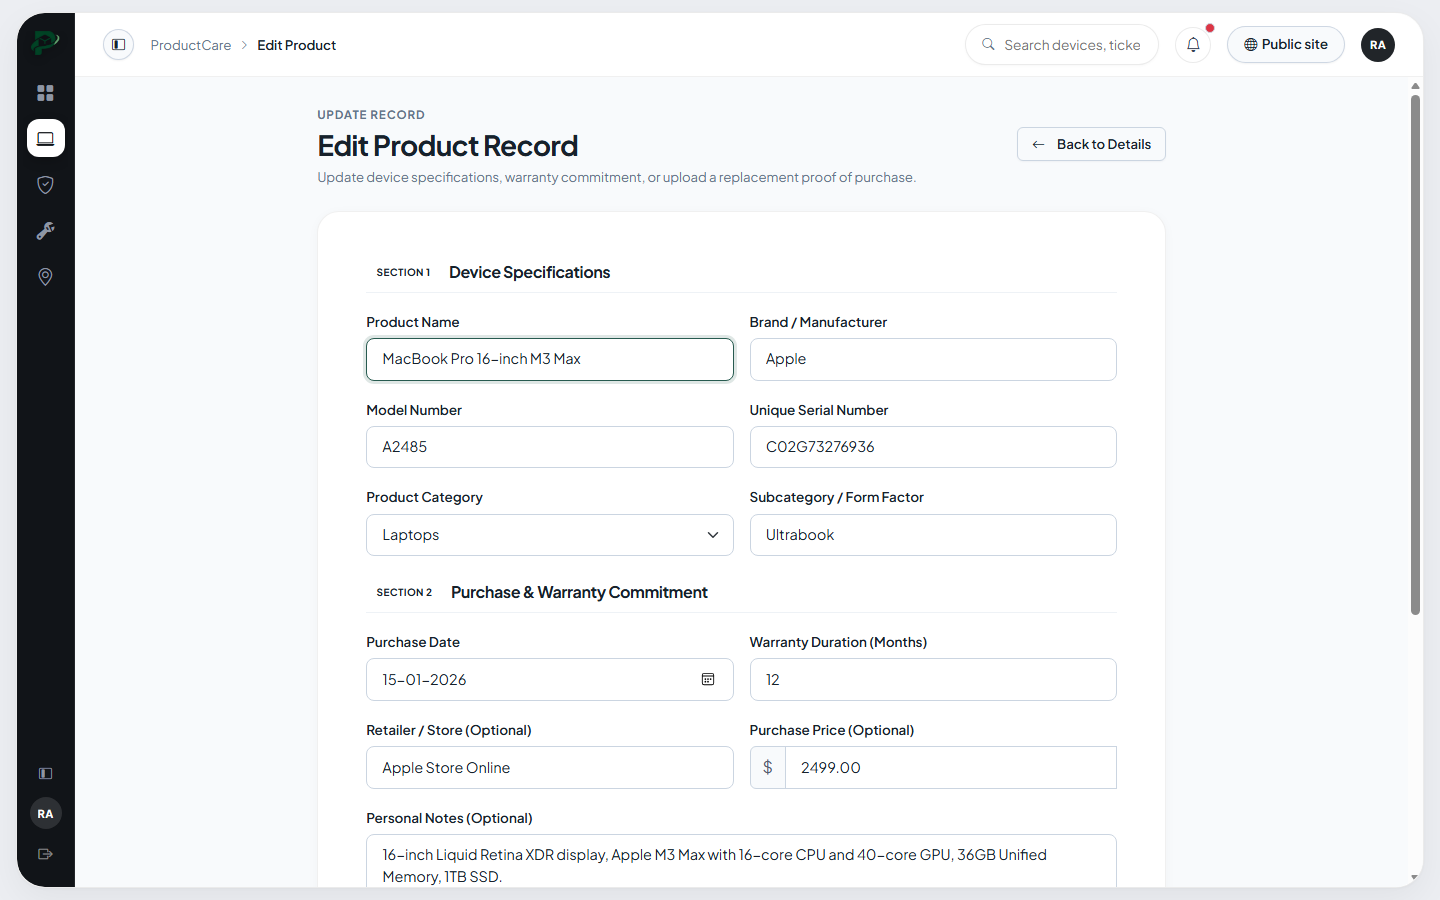 ProductCare > Edit Product
Search devices, ticke
Public site
RA
UPDATE RECORD
Edit Product Record
Update device specifications, warranty commitment, or upload a replacement proof of purchase.
← Back to Details
SECTION 1 Device Specifications
Product Name
MacBook Pro 16-inch M3 Max
Brand / Manufacturer
Apple
Model Number
A2485
Unique Serial Number
C02G73276936
Product Category
Laptops
Subcategory / Form Factor
Ultrabook
SECTION 2 Purchase & Warranty Commitment
Purchase Date
15-01-2026
Warranty Duration (Months)
12
Retailer / Store (Optional)
Apple Store Online
Purchase Price (Optional)
$ 2499.00
Personal Notes (Optional)
16-inch Liquid Retina XDR display, Apple M3 Max with 16-core CPU and 40-core GPU, 36GB Unified
Memory, 1TB SSD.
RA